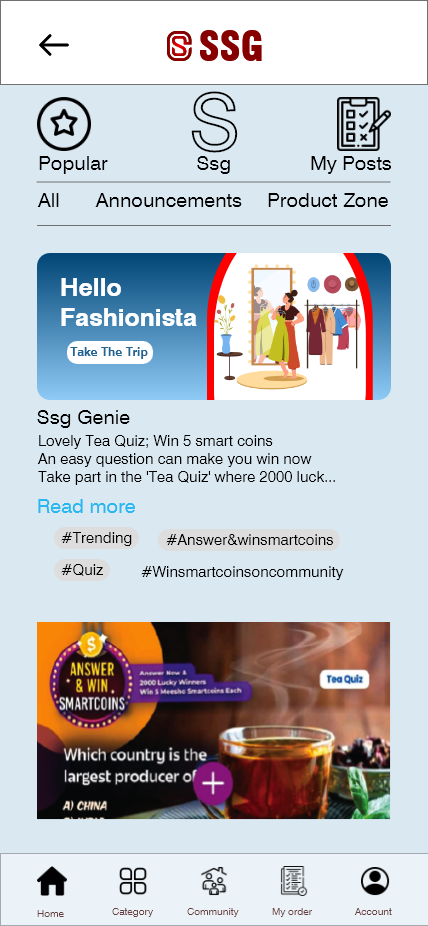 SSG
Popular
Ssg
My Posts
All
Announcements
Product Zone
Hello
Fashionista
Take The Trip
Ssg Genie
Lovely Tea Quiz; Win 5 smart coins
An easy question can make you win now
Take part in the 'Tea Quiz' where 2000 luck...
Read more
#Trending
#Answer&winsmartcoins
#Quiz
#Winsmartcoinsoncommunity
ANSWER
& WIN
SMARTCOINS
Answer Now &
2000 Lucky Winners
Win 5 Meesho Smartcoins Each
Tea Quiz
Which country is the
largest producer of
A) CHINA
Home
Category
Community
My order
Account